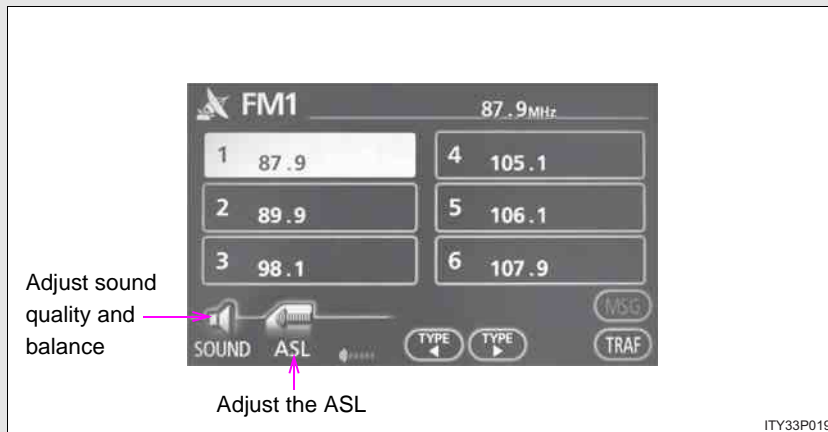 FM1 87.9MHz
1 87.9
2 89.9
3 98.1
4 105.1
5 106.1
6 107.9
Adjust sound
quality and
balance
MSG
SOUND ASL TYPE TYPE TRAF
Adjust the ASL
ITY33P019